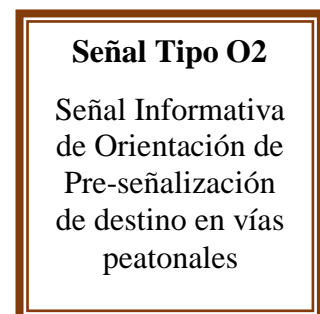 Señal Tipo O2
Señal Informativa
de Orientación de
Pre-señalización
de destino en vías
peatonales